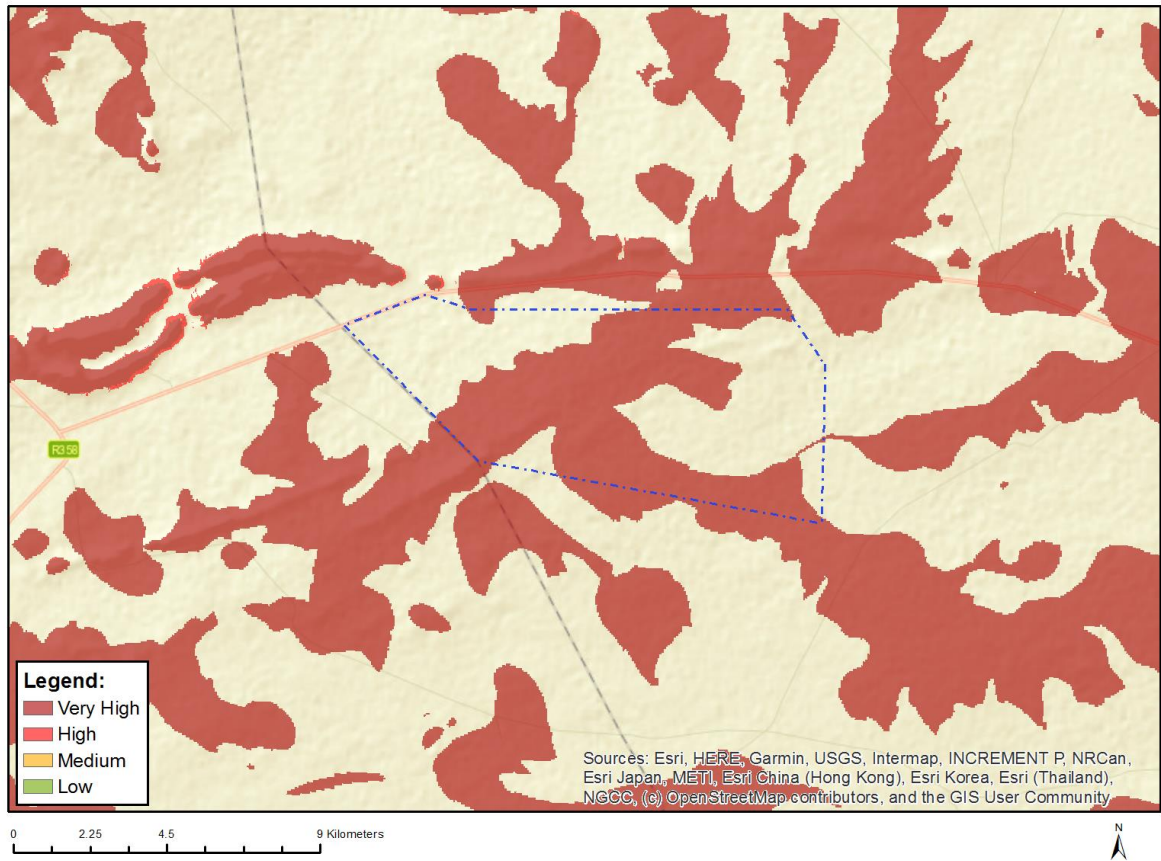 R358
Legend:
Very High
High
Medium
Low
Sources: Esri, HERE, Garmin, USGS, Intermap, INCREMENT P, NRCan,
Esri Japan, METI, Esri China (Hong Kong), Esri Korea, Esri (Thailand),
NGCC, (c) OpenStreetMap contributors, and the GIS User Community
0 2.25 4.5 9 Kilometers
N